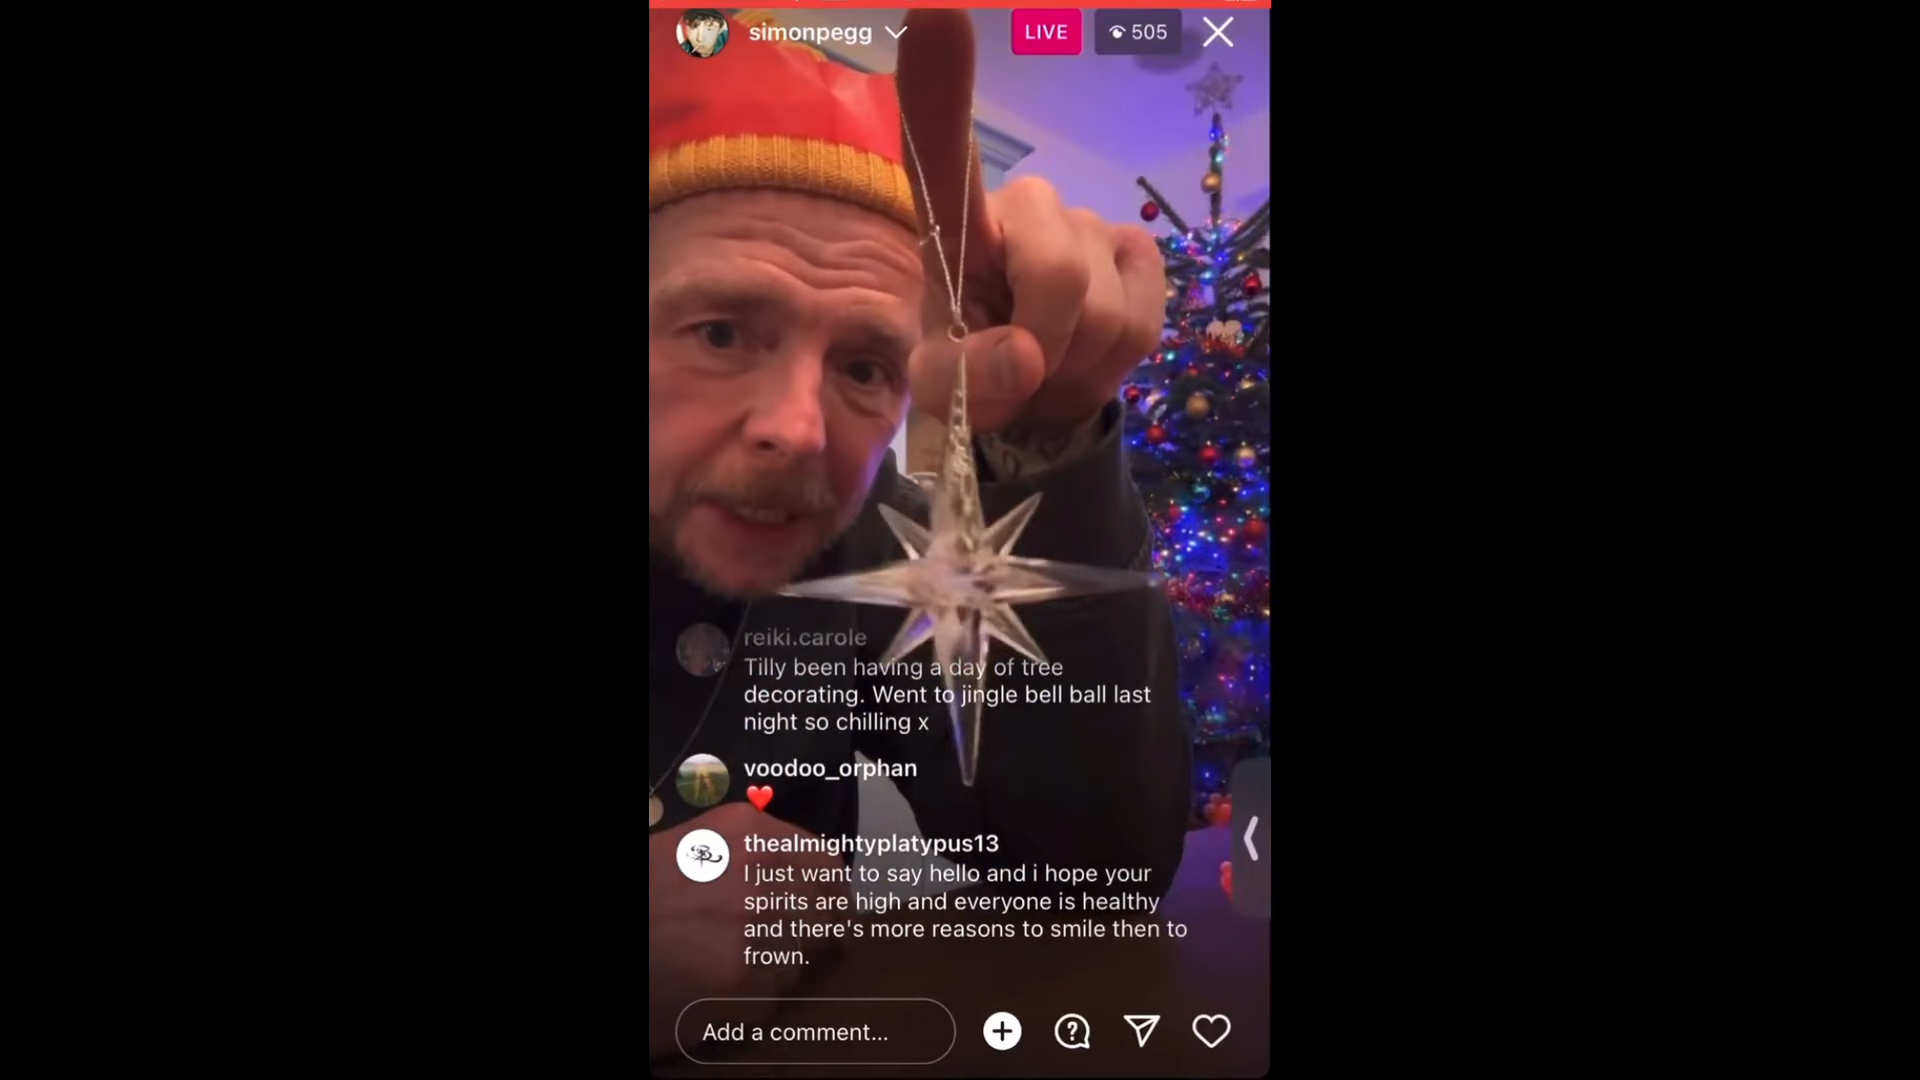 simonpegg
LIVE
505
reiki.carole
Tilly been having a day of tree
decorating. Went to jingle bell ball last
night so chilling x
voodoo_orphan
❤️
thealmightyplatypus13
I just want to say hello and i hope your
spirits are high and everyone is healthy
and there's more reasons to smile then to
frown.
Add a comment...